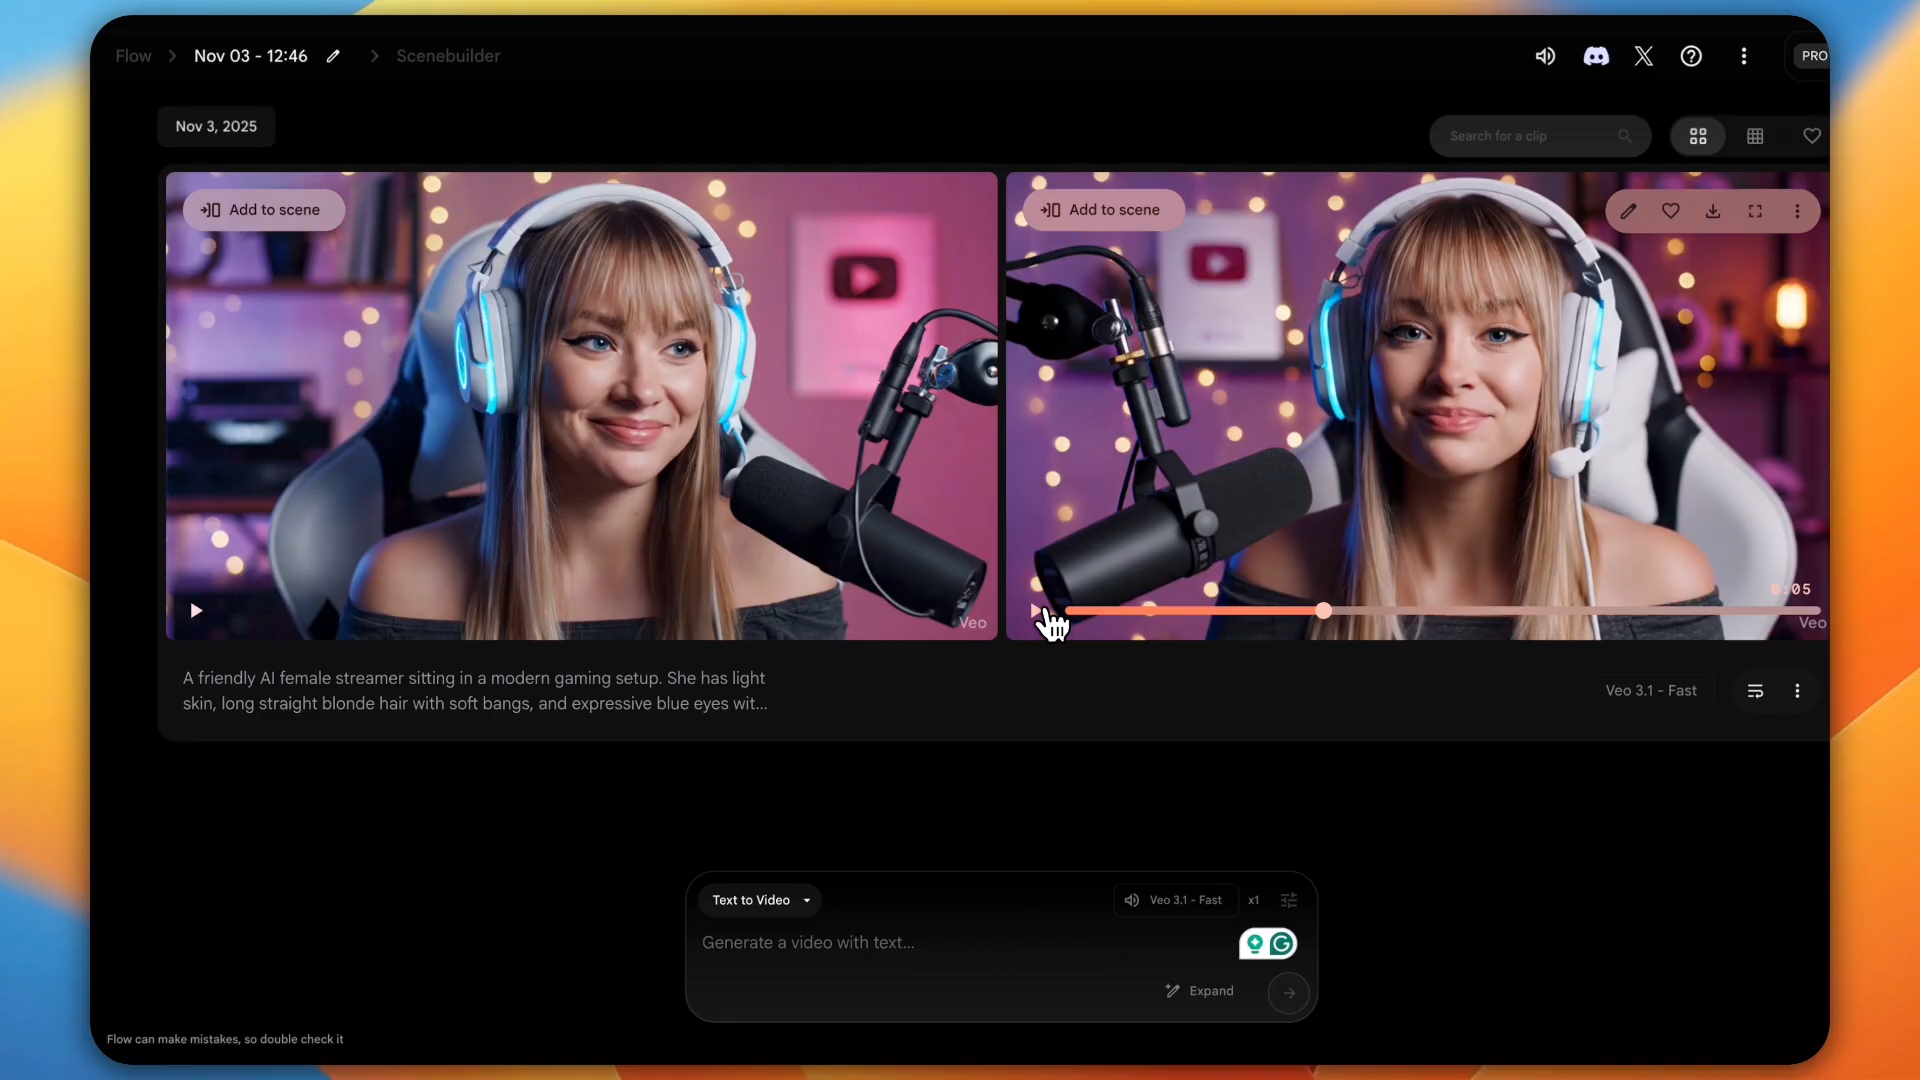 Flow
Nov 03 - 12:46
Scenebuilder
PRO
Nov 3, 2025
Search for a clip
Add to scene
Add to scene
0:05
Veo
Veo
A friendly AI female streamer sitting in a modern gaming setup. She has light
skin, long straight blonde hair with soft bangs, and expressive blue eyes wit...
Veo 3.1 - Fast
Text to Video
Veo 3.1 - Fast
x1
Generate a video with text...
Expand
Flow can make mistakes, so double check it